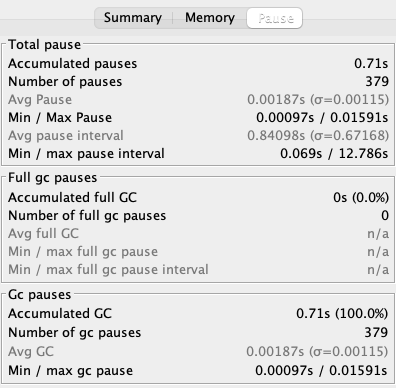 Summary Memory Pause
Total pause
Accumulated pauses 0.71s
Number of pauses 379
Avg Pause 0.00187s (σ=0.00115)
Min / Max Pause 0.00097s / 0.01591s
Avg pause interval 0.84098s (σ=0.67168)
Min / max pause interval 0.069s / 12.786s
Full gc pauses
Accumulated full GC 0s (0.0%)
Number of full gc pauses 0
Avg full GC n/a
Min / max full gc pause n/a
Min / max full gc pause interval n/a
Gc pauses
Accumulated GC 0.71s (100.0%)
Number of gc pauses 379
Avg GC 0.00187s (σ=0.00115)
Min / max gc pause 0.00097s / 0.01591s